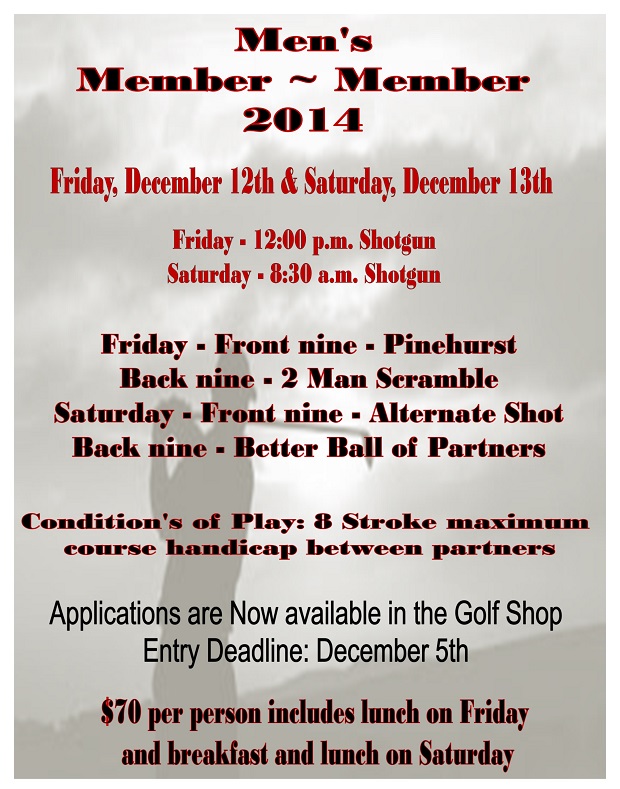 Men's
Member ~ Member
2014
Friday, December 12th & Saturday, December 13th
Friday - 12:00 p.m. Shotgun
Saturday - 8:30 a.m. Shotgun
Friday - Front nine - Pinehurst
Back nine - 2 Man Scramble
Saturday - Front nine - Alternate Shot
Back nine - Better Ball of Partners
Condition's of Play: 8 Stroke maximum
course handicap between partners
Applications are Now available in the Golf Shop
Entry Deadline: December 5th
$70 per person includes lunch on Friday
and breakfast and lunch on Saturday